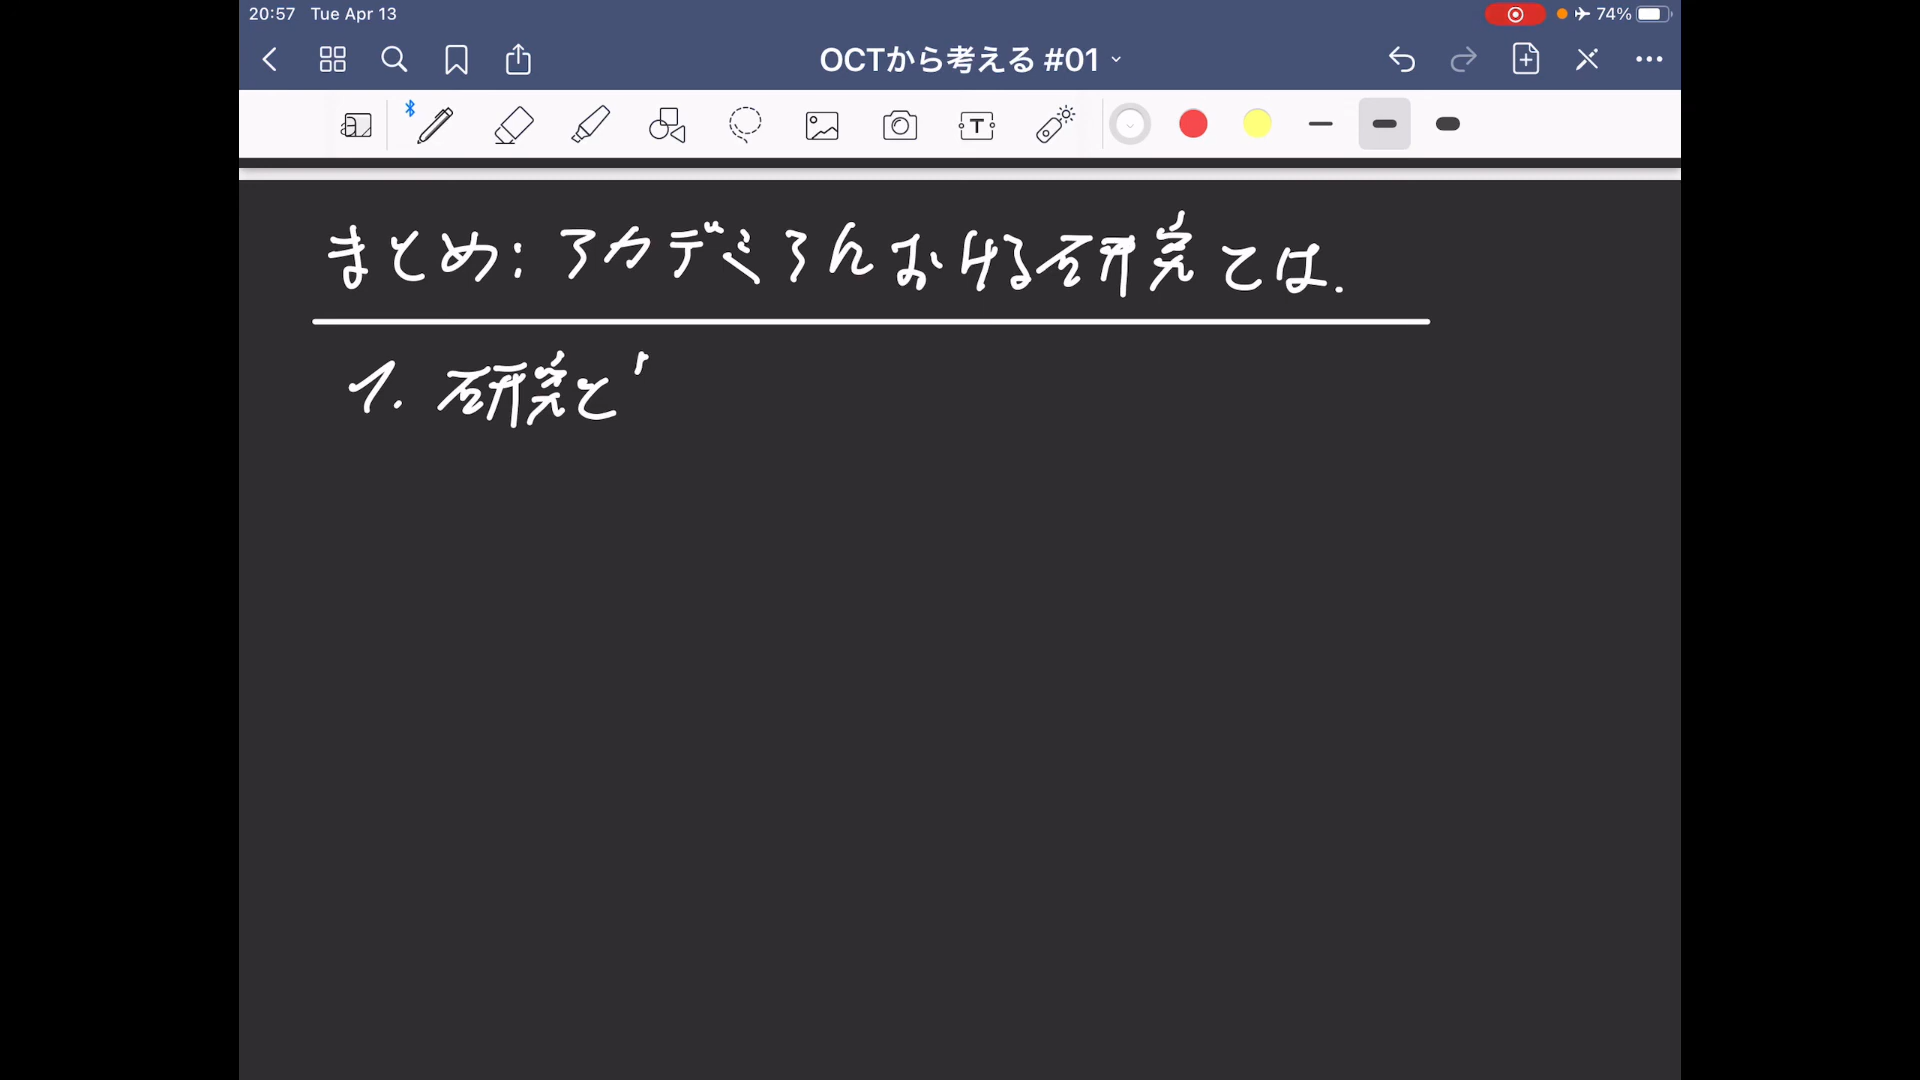 20:57 Tue Apr 13
74%
OCTから考える #01
まとめ: アカデミアにおける研究とは.
1. 研究と